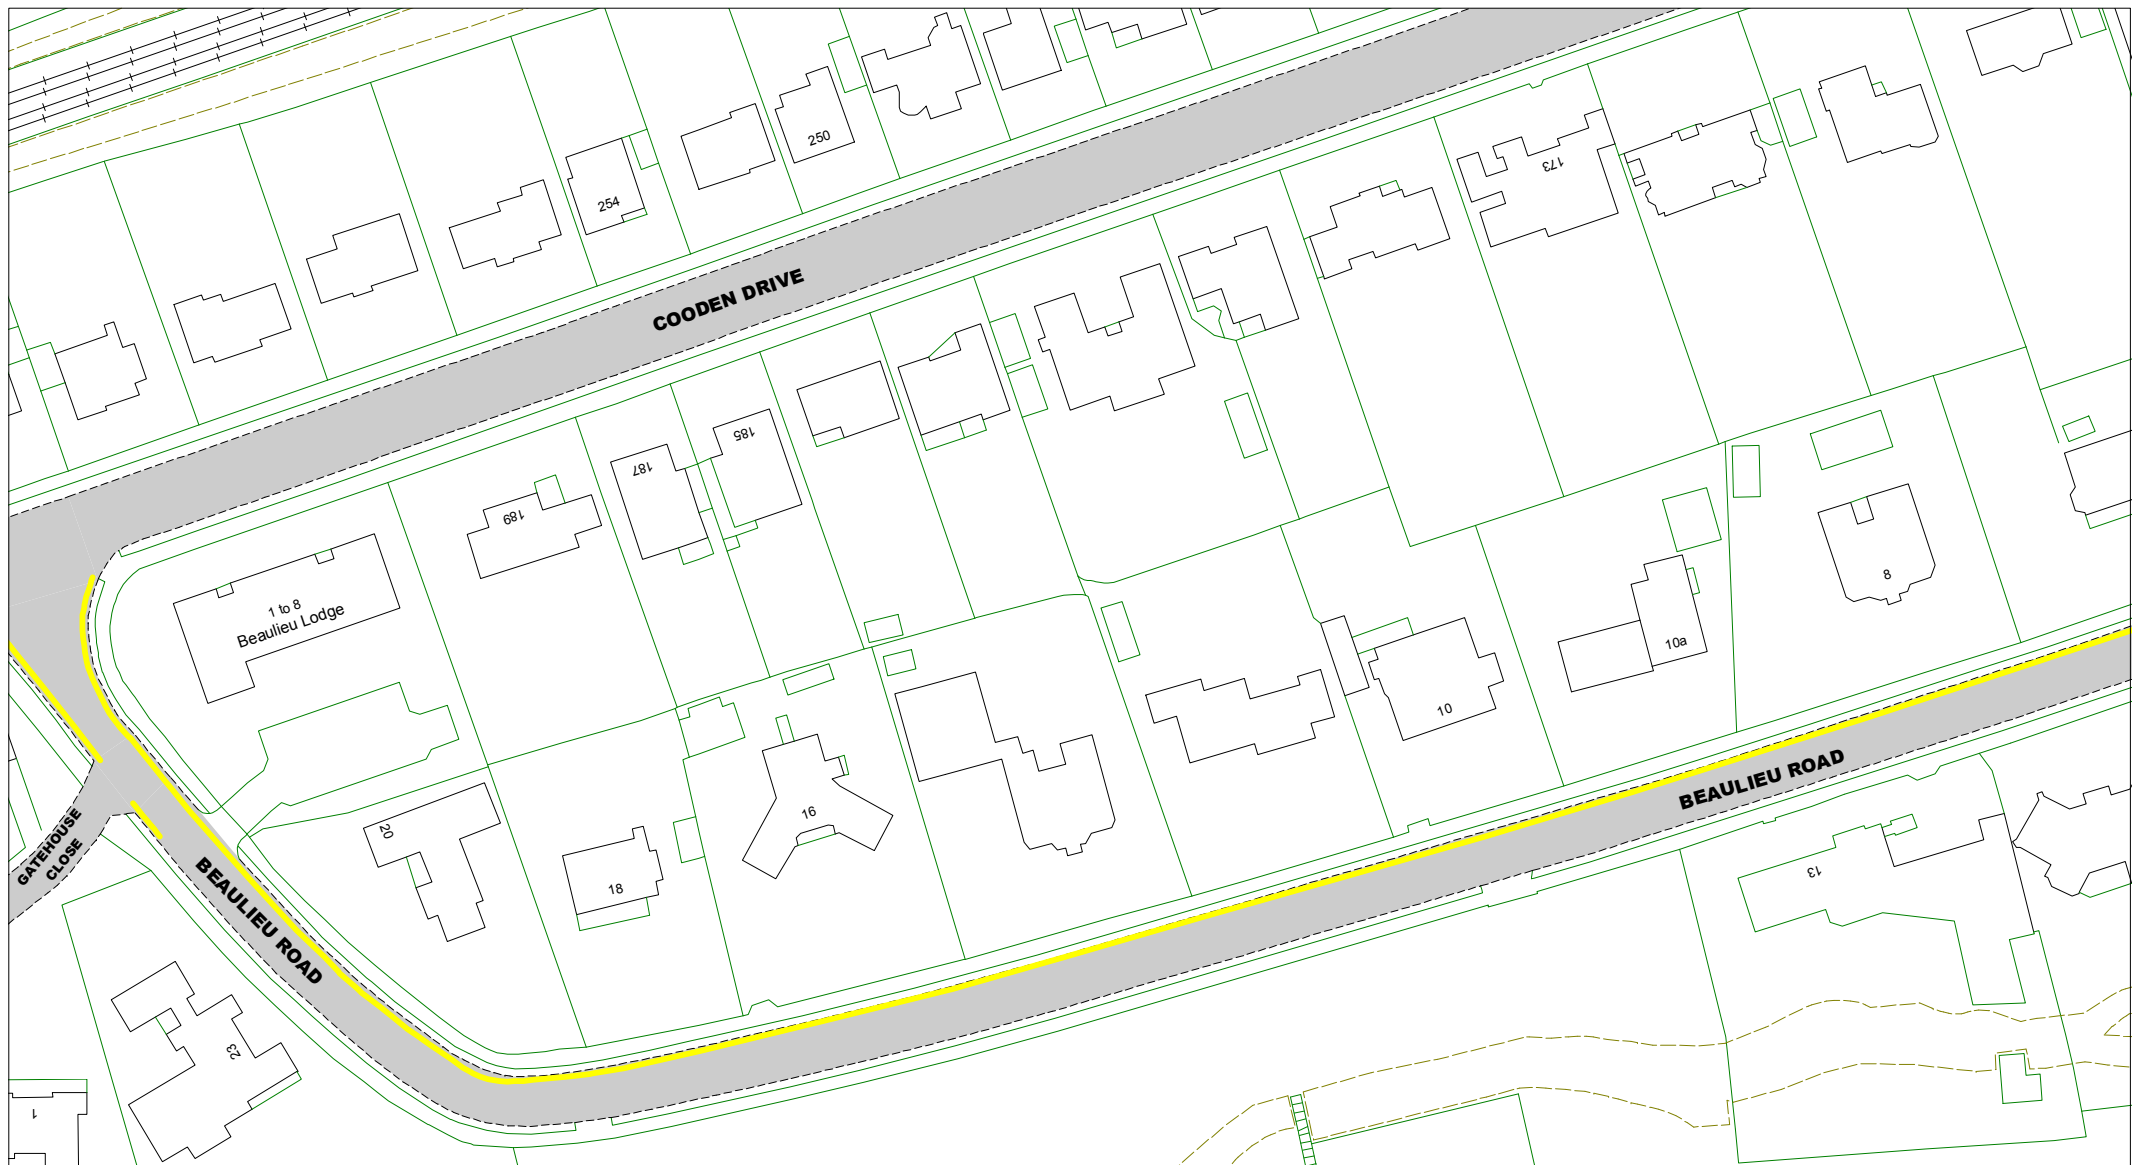 250
173
254
COODEN DRIVE
185
187
189
1 to 8
Beaulieu Lodge
8
10a
10
BEAULIEU ROAD
16
20
18
13
GATEHOUSE
CLOSE
BEAULIEU ROAD
23
1